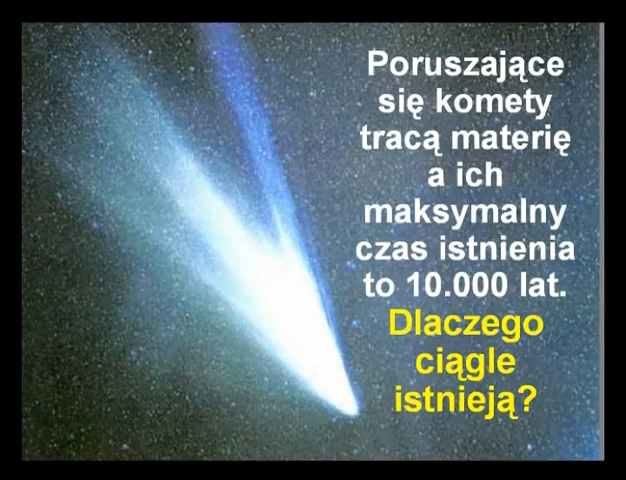 Poruszające
się komety
tracą materię
a ich
maksymalny
czas istnienia
to 10.000 lat.
Dlaczego
ciągle
istnieją?